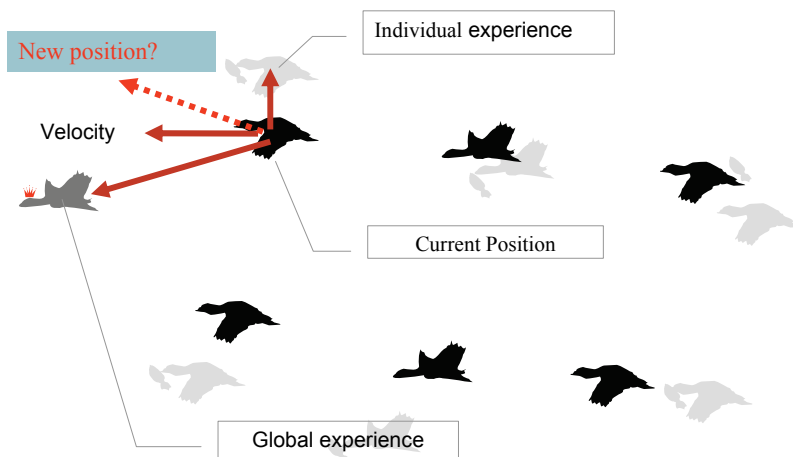 Individual experience
New position?
Velocity
Current Position
Global experience